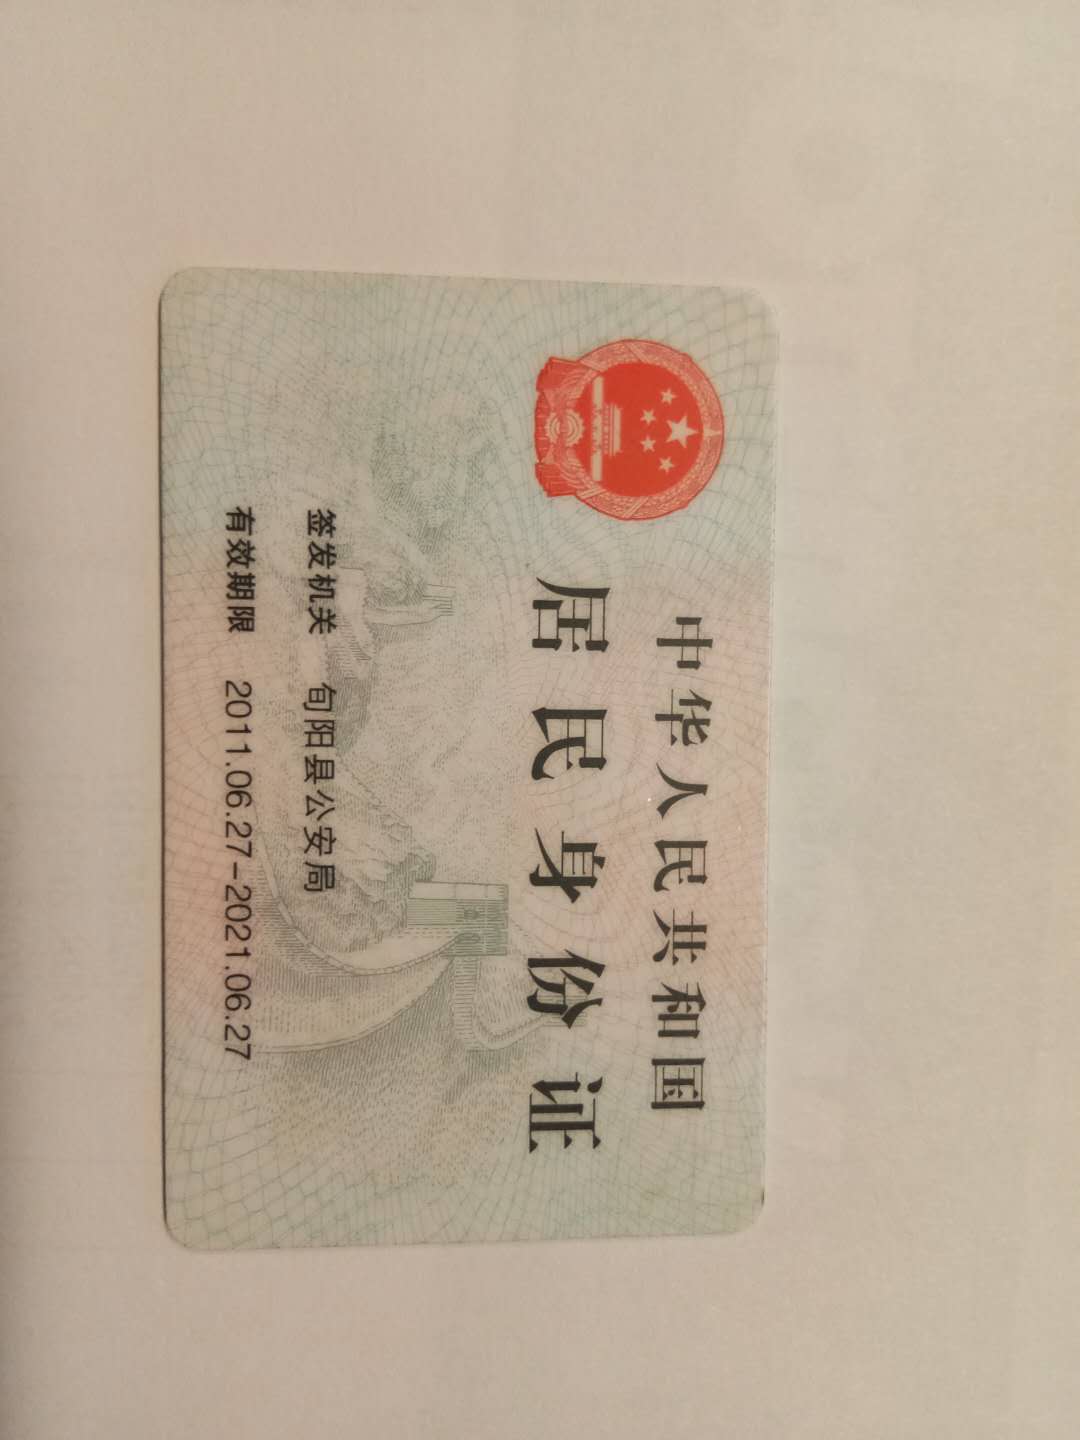 中华人民共和国
居民身份证
签发机关 旬阳县公安局
有效期限 2011.06.27-2021.06.27